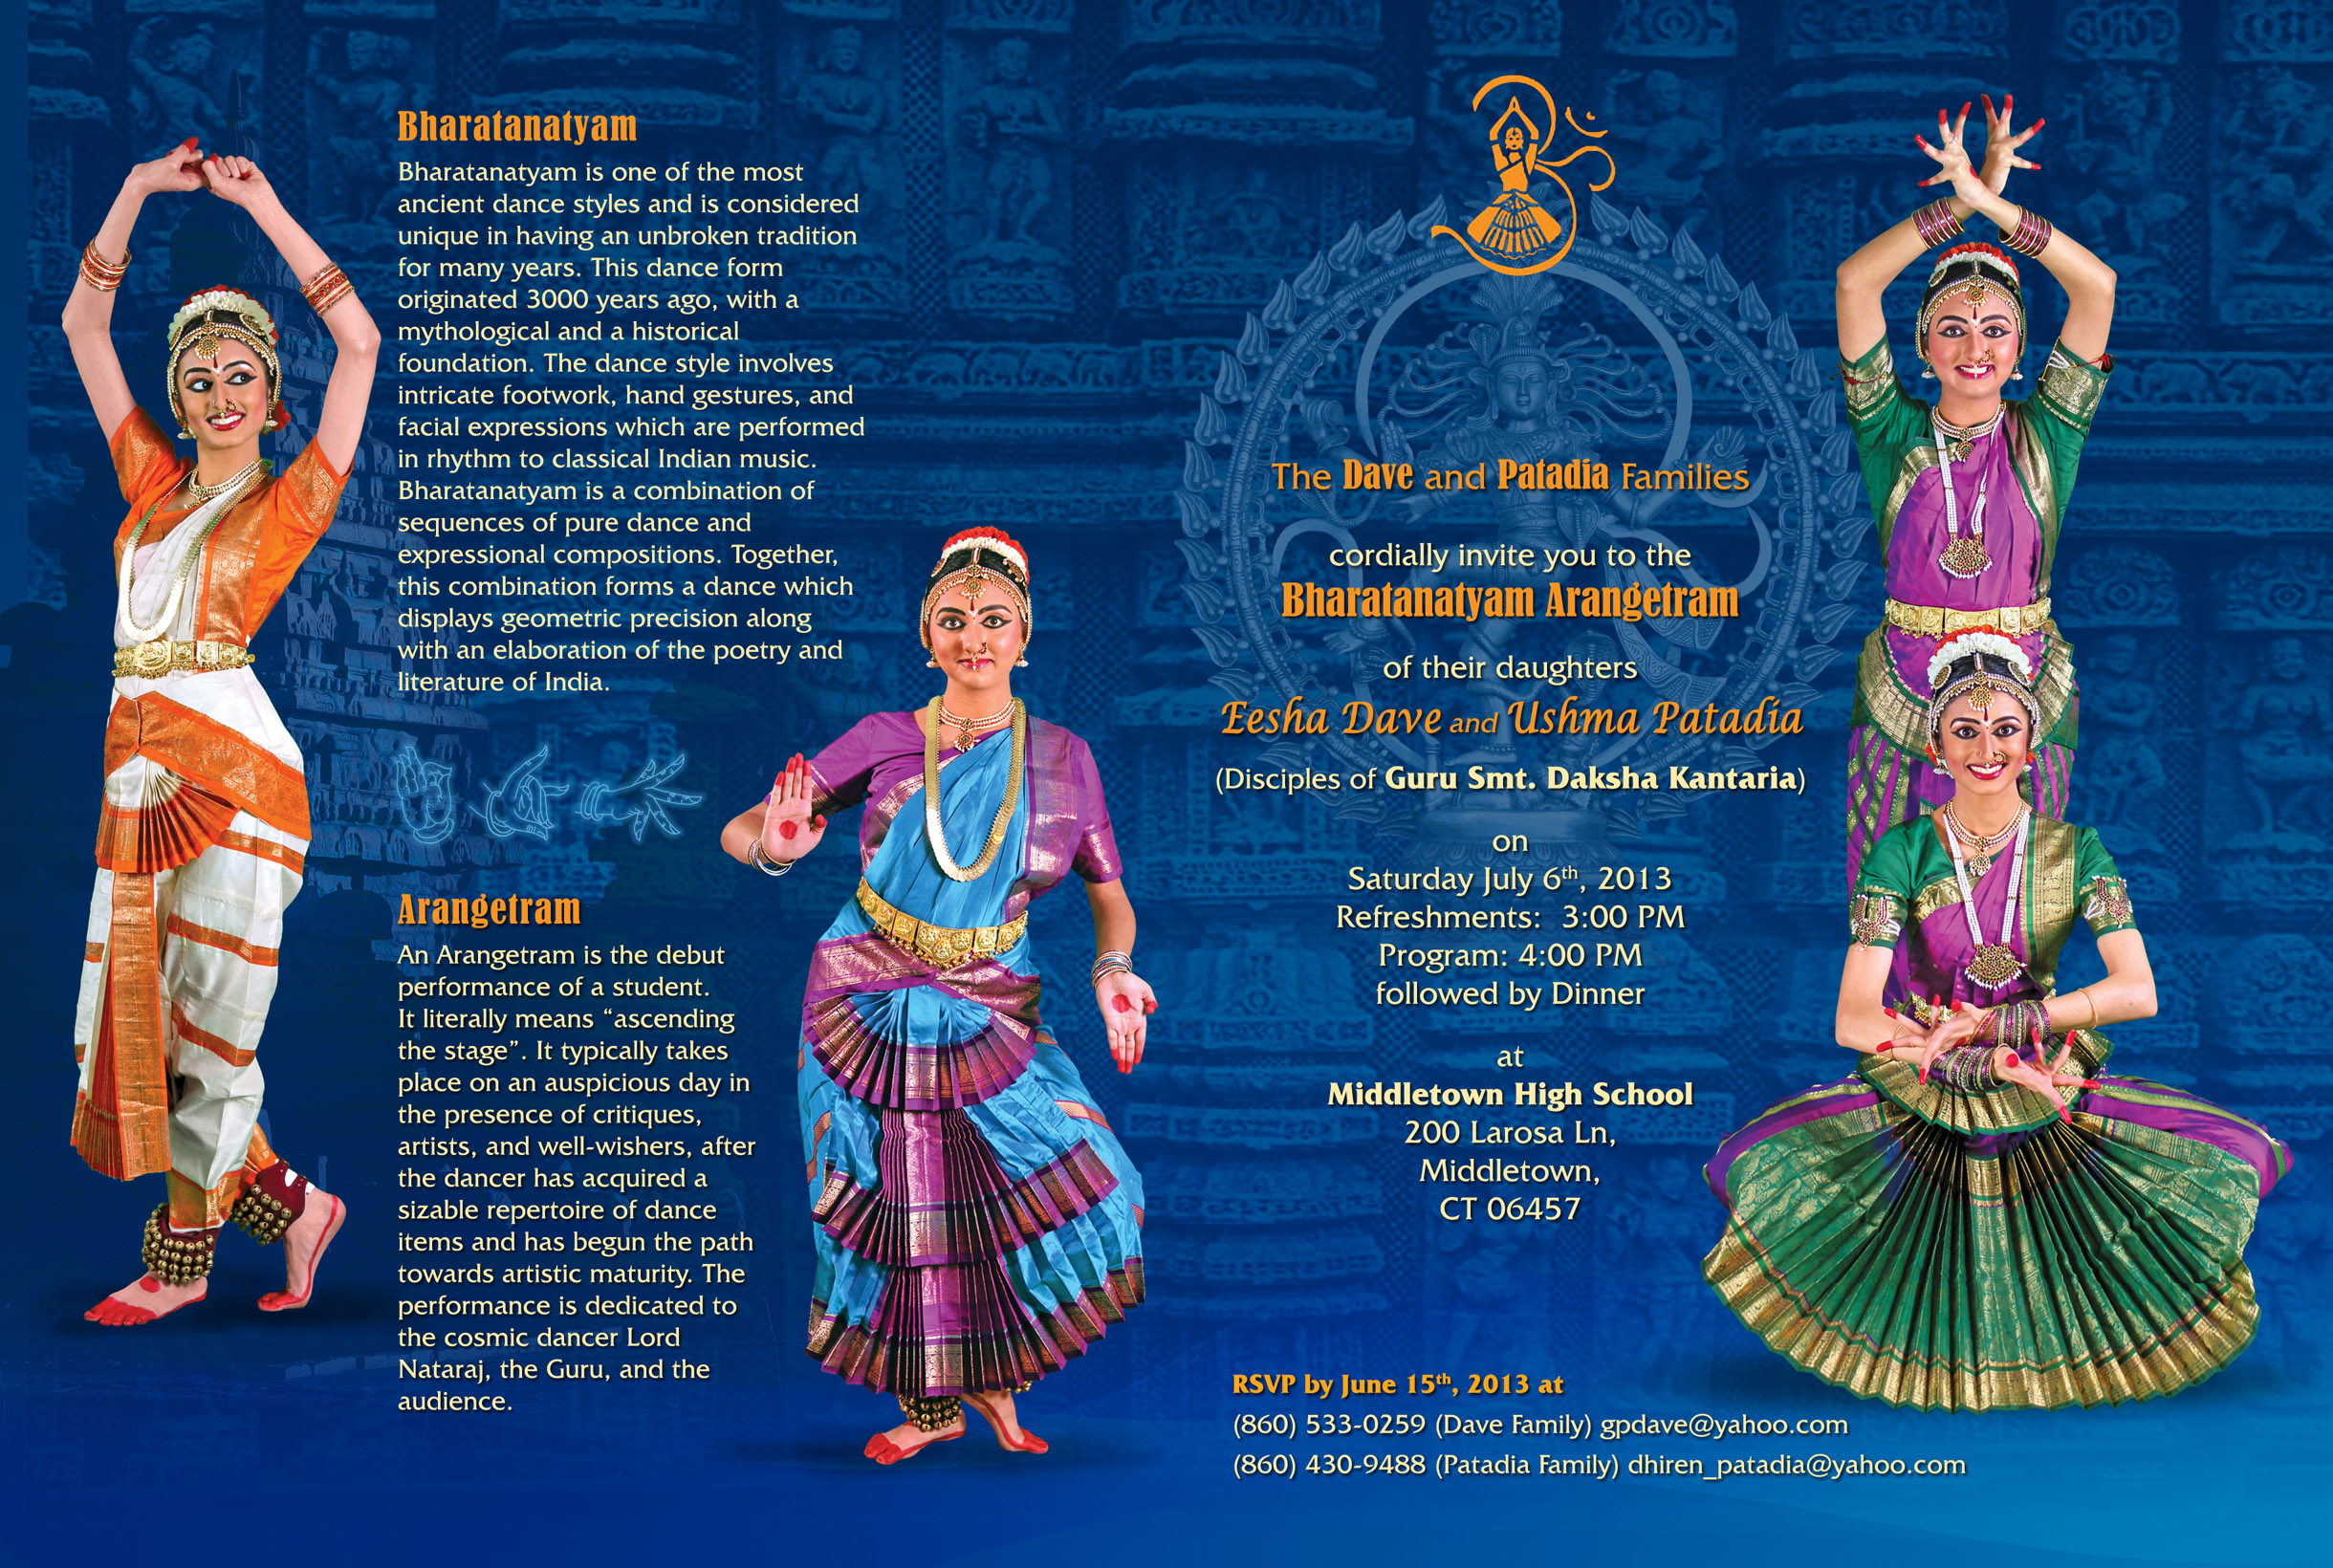 Bharatanatyam
Bharatanatyam is one of the most
ancient dance styles and is considered
unique in having an unbroken tradition
for many years. This dance form
originated 3000 years ago, with a
mythological and a historical
foundation. The dance style involves
intricate footwork, hand gestures, and
facial expressions which are performed
in rhythm to classical Indian music.
Bharatanatyam is a combination of
sequences of pure dance and
expressional compositions. Together,
this combination forms a dance which
displays geometric precision along
with an elaboration of the poetry and
literature of India.
Arangetram
An Arangetram is the debut
performance of a student.
It literally means “ascending
the stage”. It typically takes
place on an auspicious day in
the presence of critiques,
artists, and well-wishers, after
the dancer has acquired a
sizable repertoire of dance
items and has begun the path
towards artistic maturity. The
performance is dedicated to
the cosmic dancer Lord
Nataraj, the Guru, and the
audience.
The Dave and Patadia Families
cordially invite you to the
Bharatanatyam Arangetram
of their daughters
Eesha Dave and Ushma Patadia
(Disciples of Guru Smt. Daksha Kantaria)
on
Saturday July 6th, 2013
Refreshments: 3:00 PM
Program: 4:00 PM
followed by Dinner
at
Middletown High School
200 Larosa Ln,
Middletown,
CT 06457
RSVP by June 15th, 2013 at
(860) 533-0259 (Dave Family) gpdave@yahoo.com
(860) 430-9488 (Patadia Family) dhiren_patadia@yahoo.com